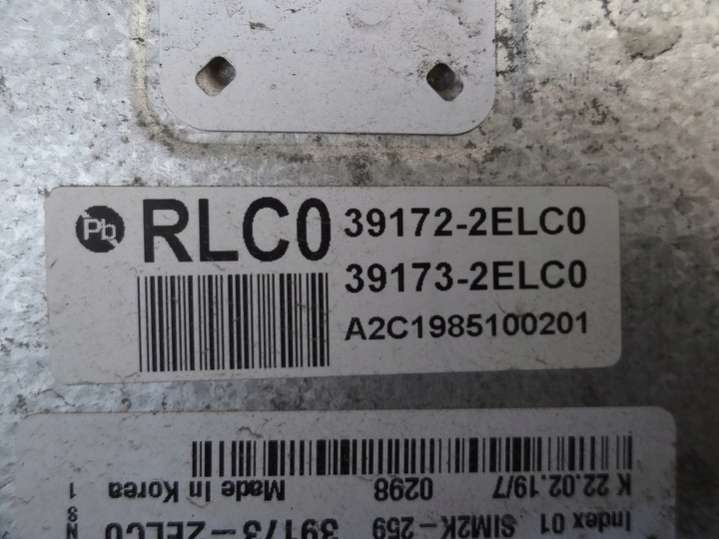 Pb RLC0 39172-2ELC0
39173-2ELC0
A2C1985100201
K 22.02.19/7 0298 Made In Korea
Index 01 SIM2K-259 39173-2ELC0